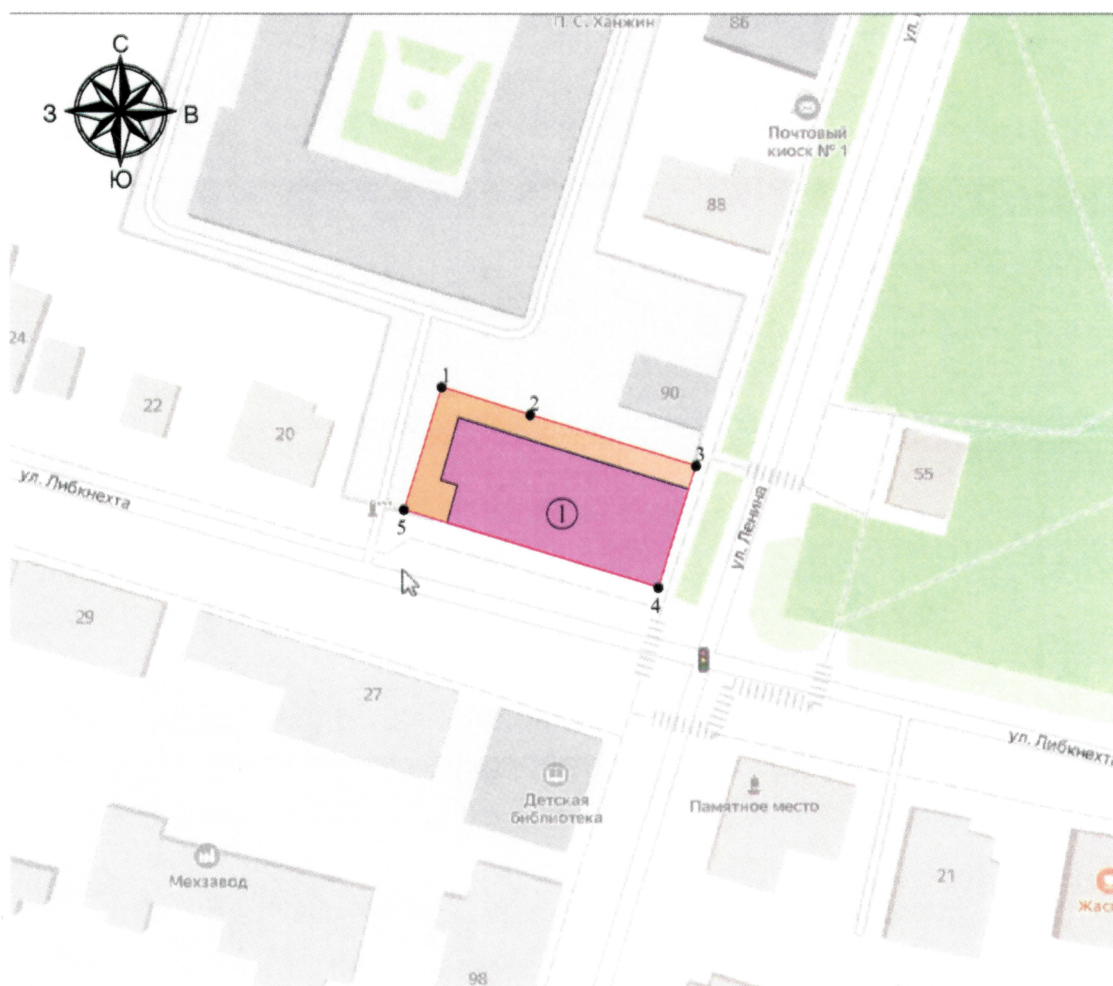 П. С. Ханжин
86
ул.
С
З
В
Ю
Почтовый
киоск № 1
88
24
22
20
90
1
2
3
4
5
1
55
ул. Либкнехта
ул. Ленина
29
27
Детская
библиотека
Памятное место
ул. Либкнехта
Мехзавод
21
98